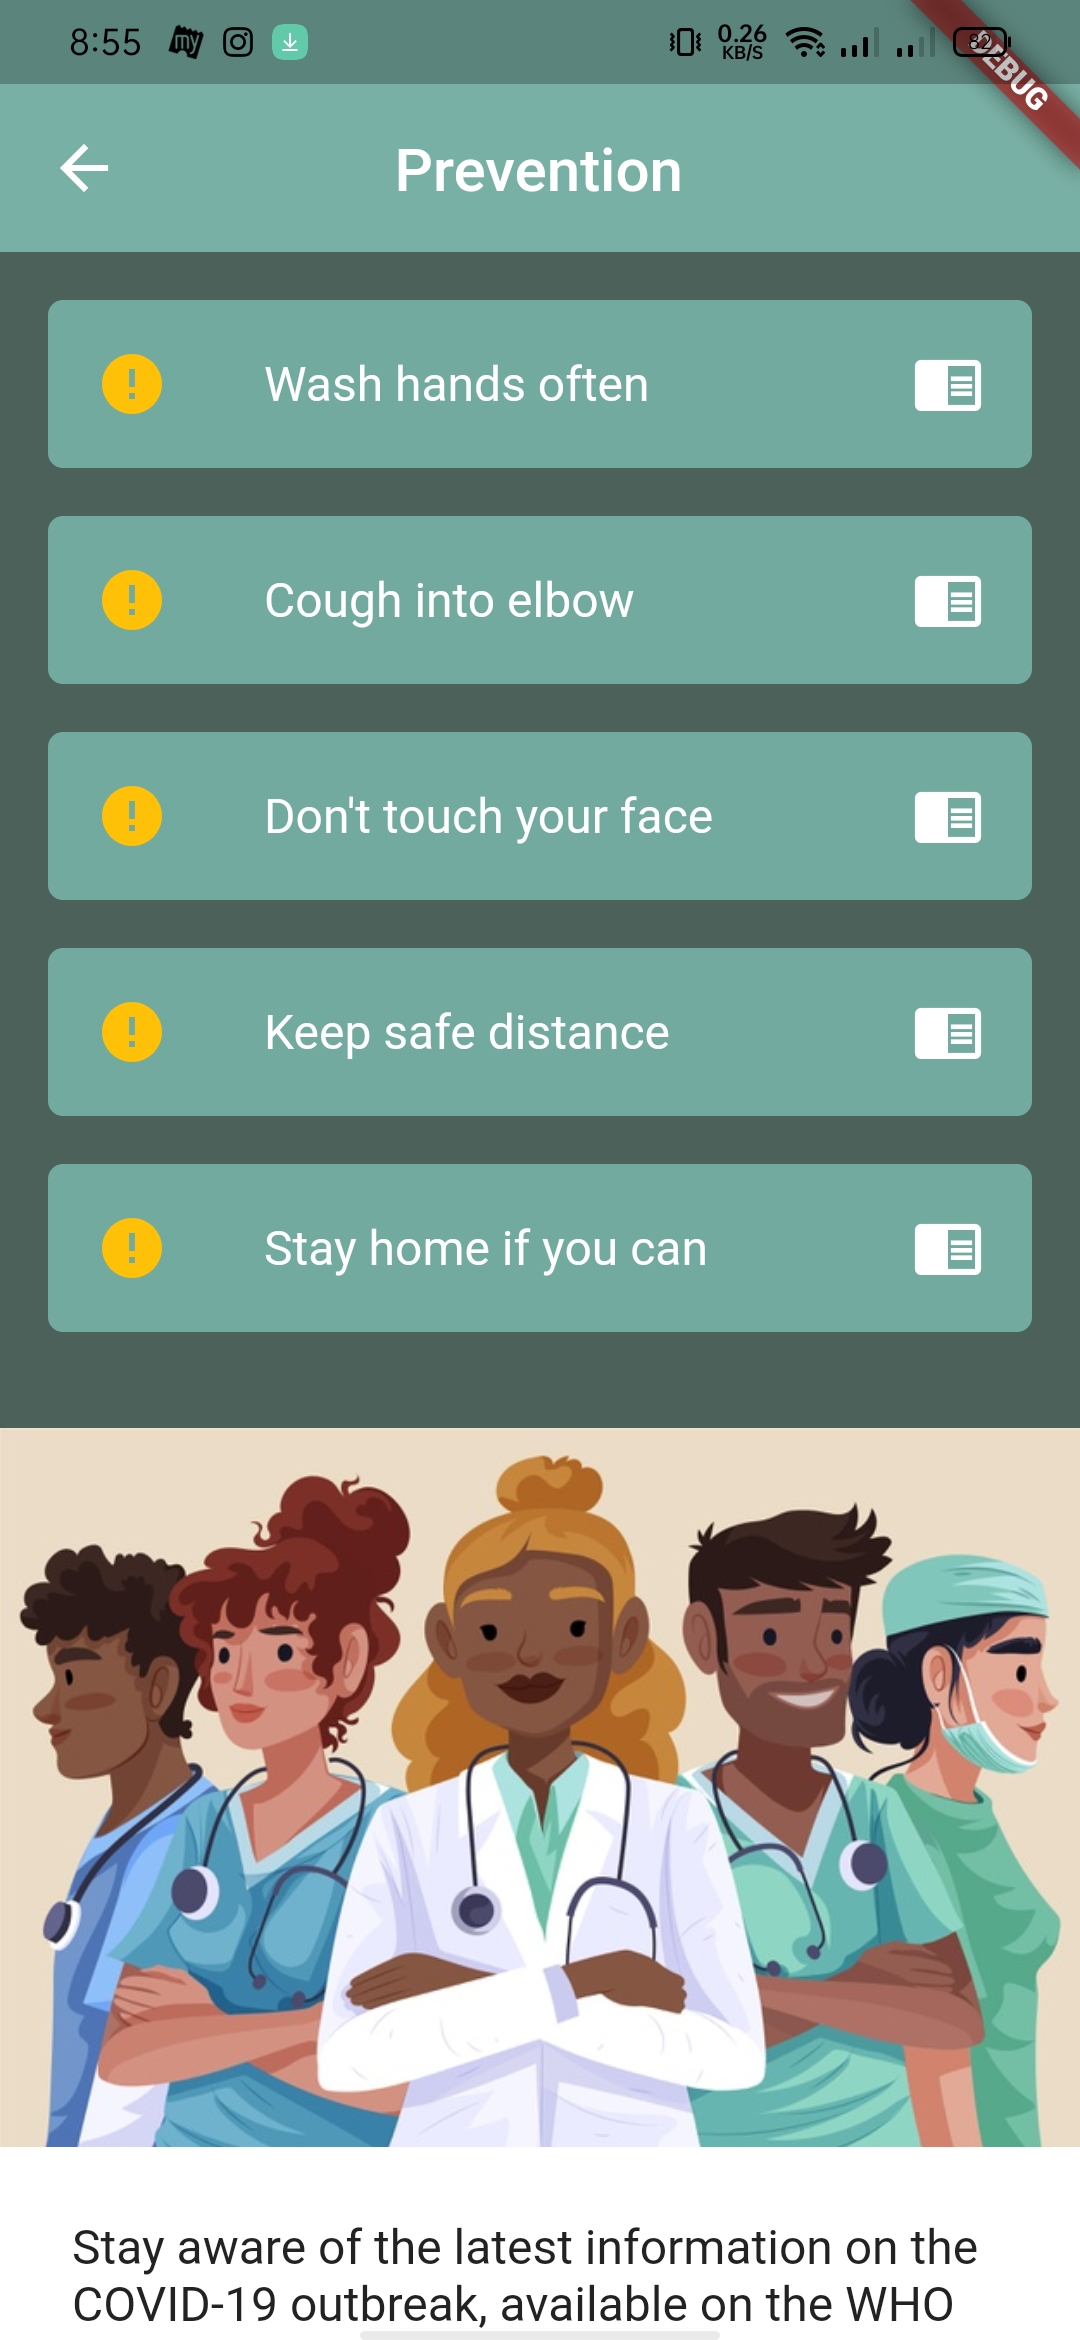 8:55 my 0.26 KB/S 82
DEBUG
Prevention
Wash hands often
Cough into elbow
Don't touch your face
Keep safe distance
Stay home if you can
Stay aware of the latest information on the
COVID-19 outbreak, available on the WHO